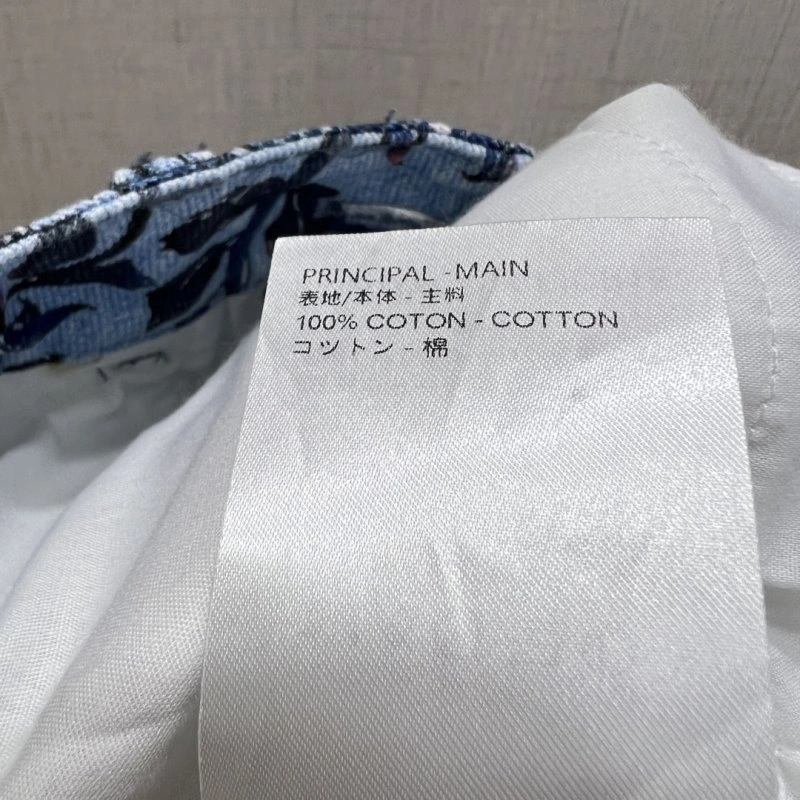 PRINCIPAL - MAIN
表地/本体 - 主料
100% COTON - COTTON
コットン - 棉